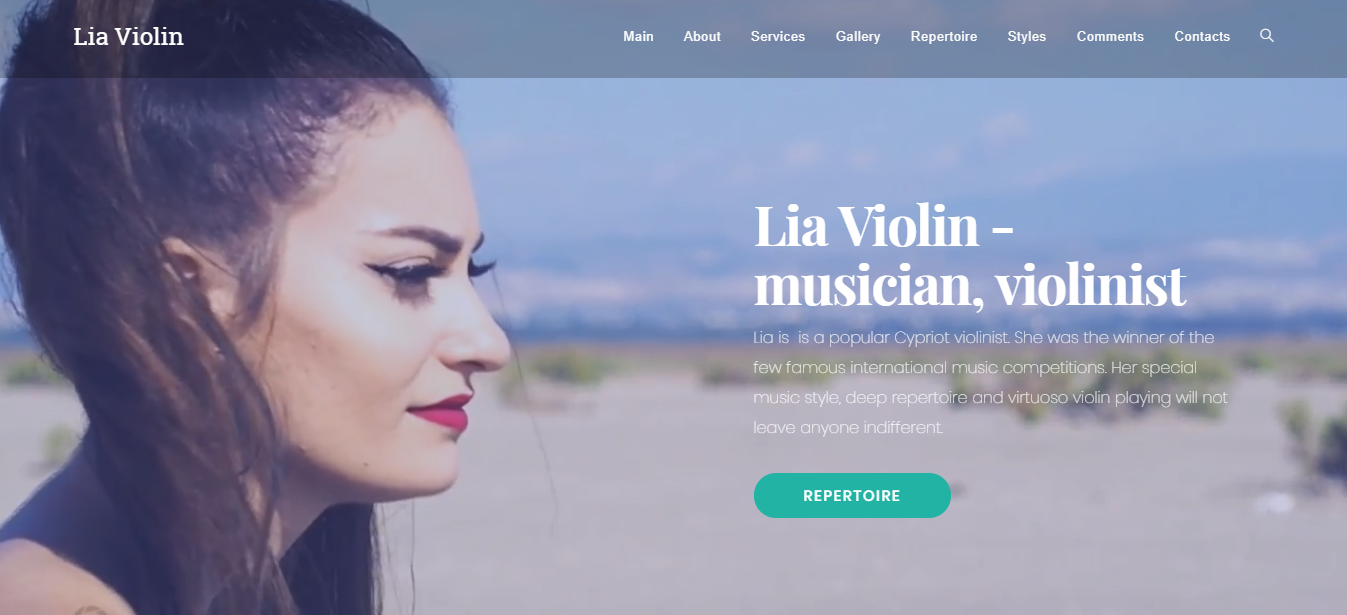 Lia Violin
Main About Services Gallery Repertoire Styles Comments Contacts
Lia Violin -
musician, violinist
Lia is  is a popular Cypriot violinist. She was the winner of the
few famous international music competitions. Her special
music style, deep repertoire and virtuoso violin playing will not
leave anyone indifferent.
REPERTOIRE